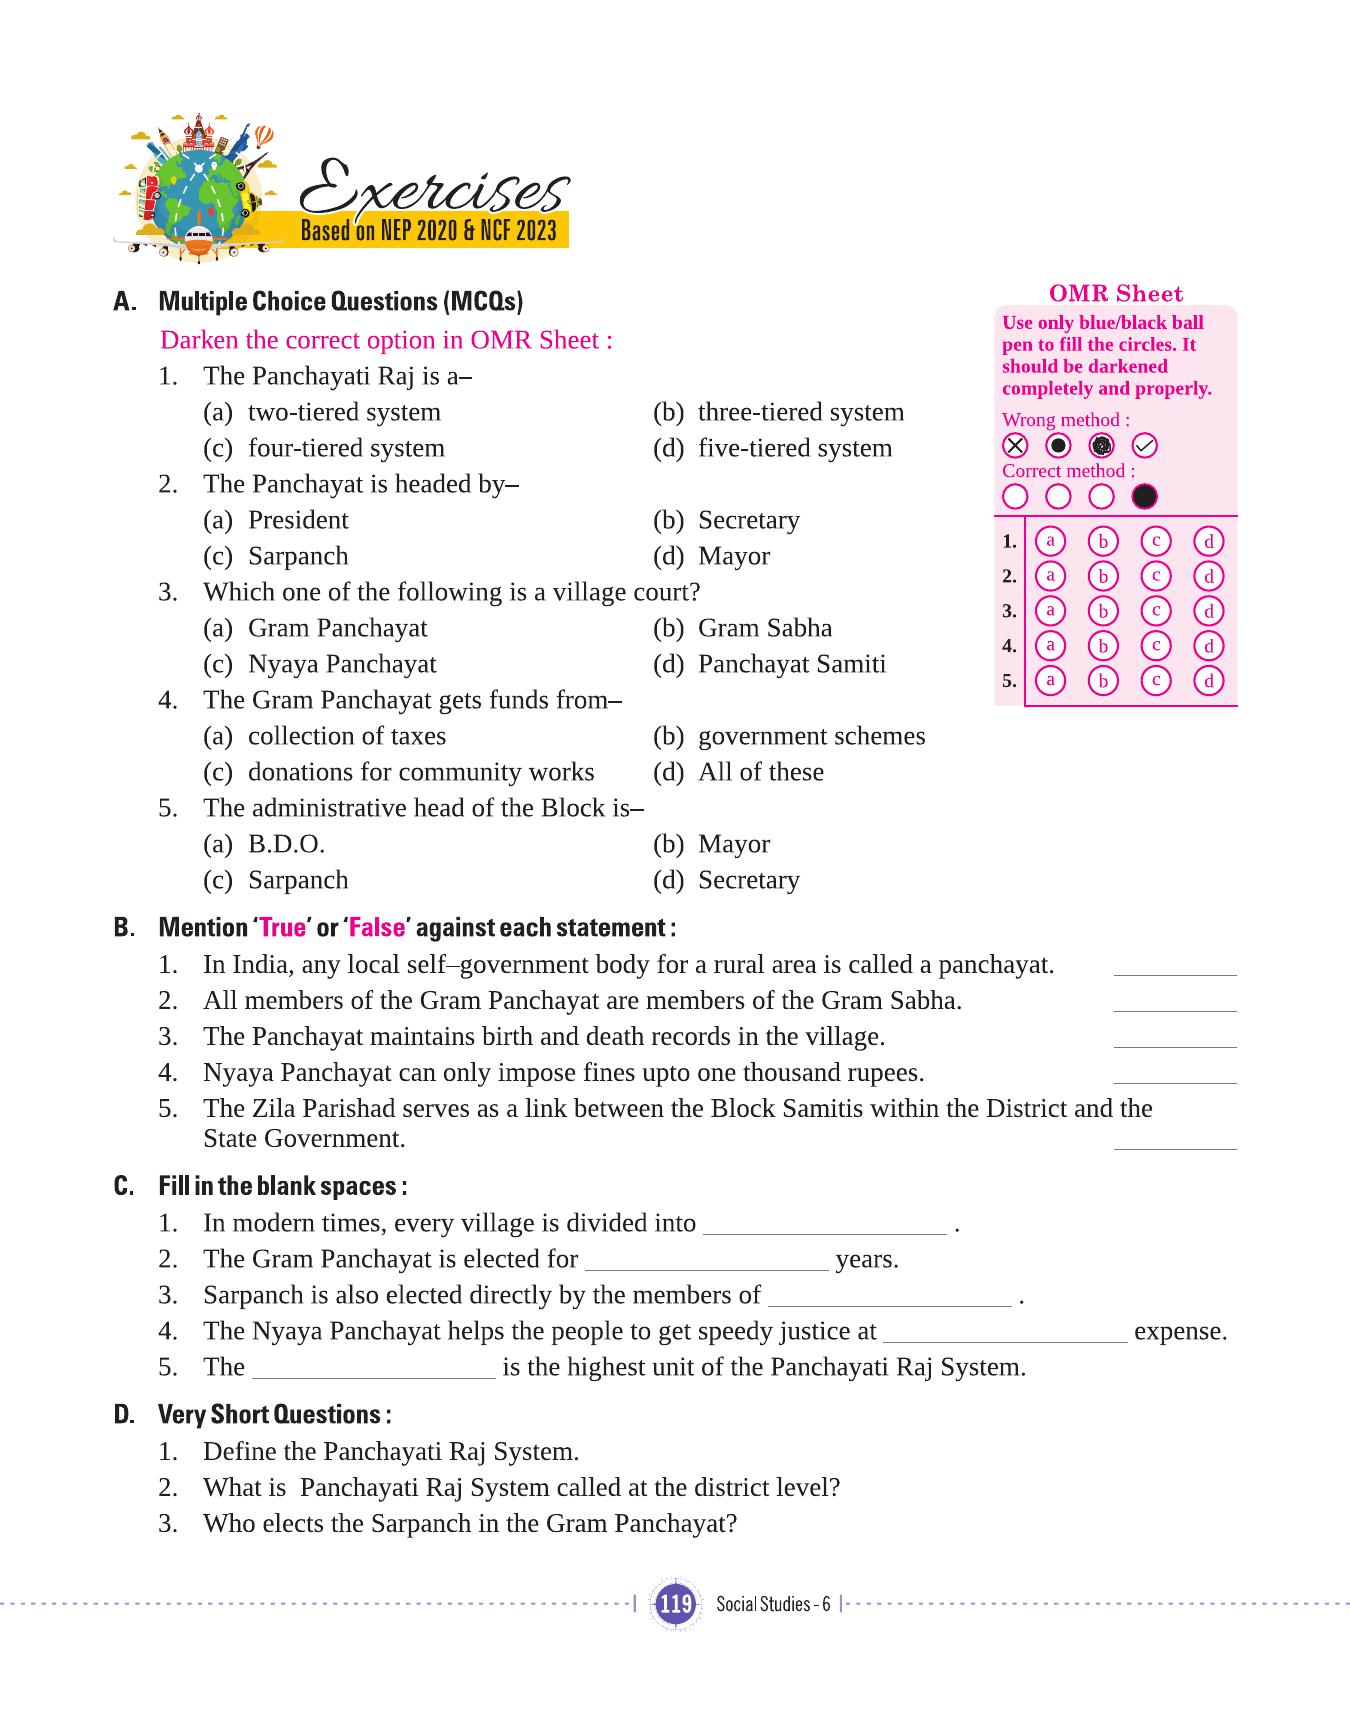 Exercises
Based on NEP 2020 & NCF 2023
A. Multiple Choice Questions (MCQs)
Darken the correct option in OMR Sheet :
1. The Panchayati Raj is a–
(a) two-tiered system (b) three-tiered system
(c) four-tiered system (d) five-tiered system
2. The Panchayat is headed by–
(a) President (b) Secretary
(c) Sarpanch (d) Mayor
3. Which one of the following is a village court?
(a) Gram Panchayat (b) Gram Sabha
(c) Nyaya Panchayat (d) Panchayat Samiti
4. The Gram Panchayat gets funds from–
(a) collection of taxes (b) government schemes
(c) donations for community works (d) All of these
5. The administrative head of the Block is–
(a) B.D.O. (b) Mayor
(c) Sarpanch (d) Secretary
OMR Sheet
Use only blue/black ball
pen to fill the circles. It
should be darkened
completely and properly.
Wrong method :
Correct method :
1. a b c d
2. a b c d
3. a b c d
4. a b c d
5. a b c d
B. Mention ‘True’ or ‘False’ against each statement :
1. In India, any local self–government body for a rural area is called a panchayat. ________
2. All members of the Gram Panchayat are members of the Gram Sabha. ________
3. The Panchayat maintains birth and death records in the village. ________
4. Nyaya Panchayat can only impose fines upto one thousand rupees. ________
5. The Zila Parishad serves as a link between the Block Samitis within the District and the
State Government. ________
C. Fill in the blank spaces :
1. In modern times, every village is divided into ________________ .
2. The Gram Panchayat is elected for ________________ years.
3. Sarpanch is also elected directly by the members of ________________ .
4. The Nyaya Panchayat helps the people to get speedy justice at ________________ expense.
5. The ________________ is the highest unit of the Panchayati Raj System.
D. Very Short Questions :
1. Define the Panchayati Raj System.
2. What is Panchayati Raj System called at the district level?
3. Who elects the Sarpanch in the Gram Panchayat?
119 Social Studies - 6